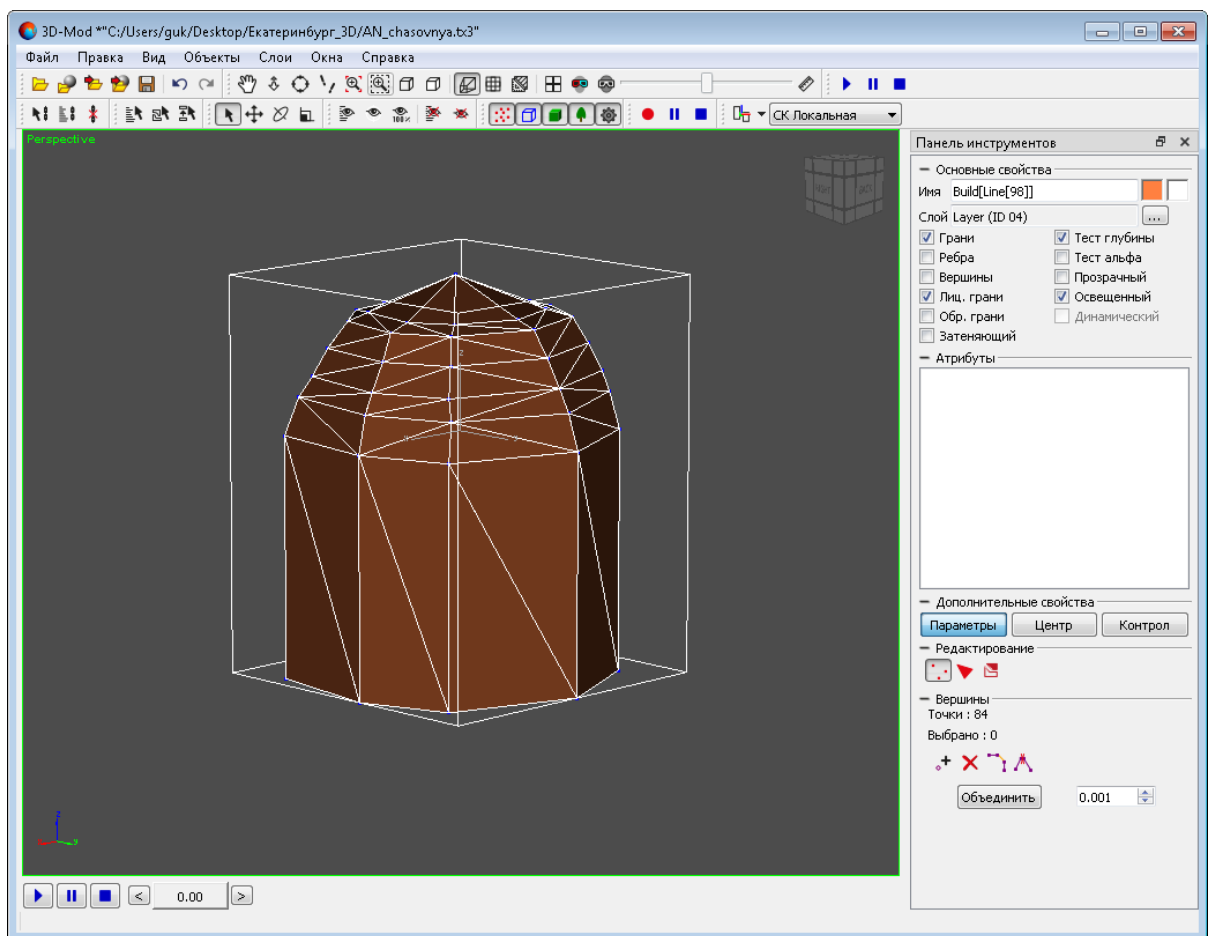 3D-Mod *"C:/Users/guk/Desktop/Екатеринбург_3D/AN_chasovnya.tx3"
Файл Правка Вид Объекты Слои Окна Справка
100%
СК Локальная
Perspective
Панель инструментов
Основные свойства
Имя Build[Line[98]]
Слой Layer (ID 04) ...
Грани Тест глубины
Ребра Тест альфа
Вершины Прозрачный
Лиц. грани Освещенный
Обр. грани Динамический
Затеняющий
Атрибуты
Дополнительные свойства
Параметры Центр Контрол
Редактирование
Вершины
Точки : 84
Выбрано : 0
Объединить 0.001
z
z
x y
< 0.00 >